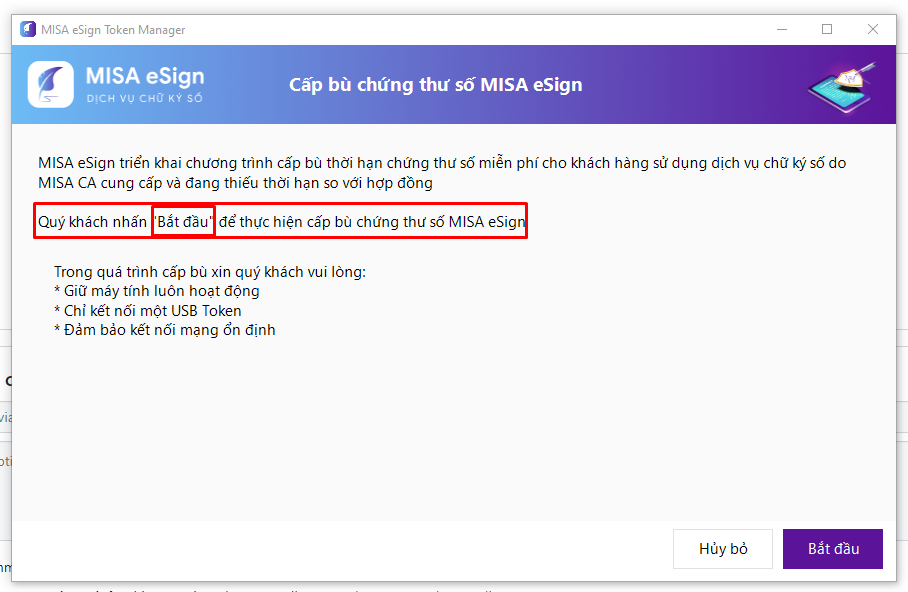 MISA eSign Token Manager
MISA eSign
DỊCH VỤ CHỮ KÝ SỐ
Cấp bù chứng thư số MISA eSign
MISA eSign triển khai chương trình cấp bù thời hạn chứng thư số miễn phí cho khách hàng sử dụng dịch vụ chữ ký số do
MISA CA cung cấp và đang thiếu thời hạn so với hợp đồng
Quý khách nhấn "Bắt đầu" để thực hiện cấp bù chứng thư số MISA eSign
Trong quá trình cấp bù xin quý khách vui lòng:
* Giữ máy tính luôn hoạt động
* Chỉ kết nối một USB Token
* Đảm bảo kết nối mạng ổn định
Hủy bỏ
Bắt đầu